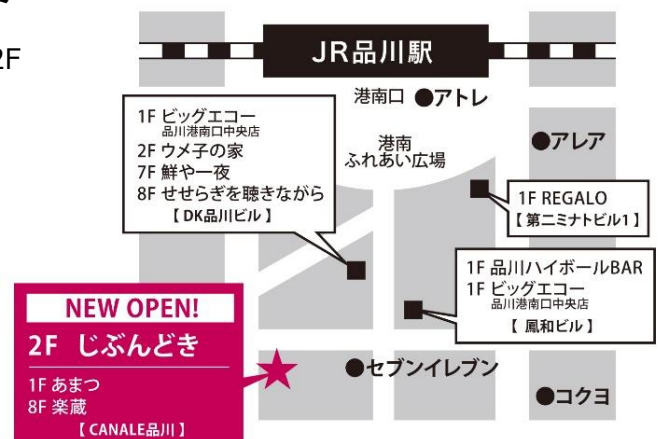 2F
JR品川駅
港南口 ●アトレ
1F ビッグエコー
品川港南口中央店
2F ウメ子の家
7F 鮮や一夜
8F せせらぎを聴きながら
【 DK品川ビル 】
港南
ふれあい広場
●アレア
1F REGALO
【 第二ミナトビル1 】
1F 品川ハイボールBAR
1F ビッグエコー
品川港南口中央店
【 鳳和ビル 】
NEW OPEN!
2F じぶんどき
1F あまつ
8F 楽蔵
【 CANALE品川 】
●セブンイレブン
●コクヨ